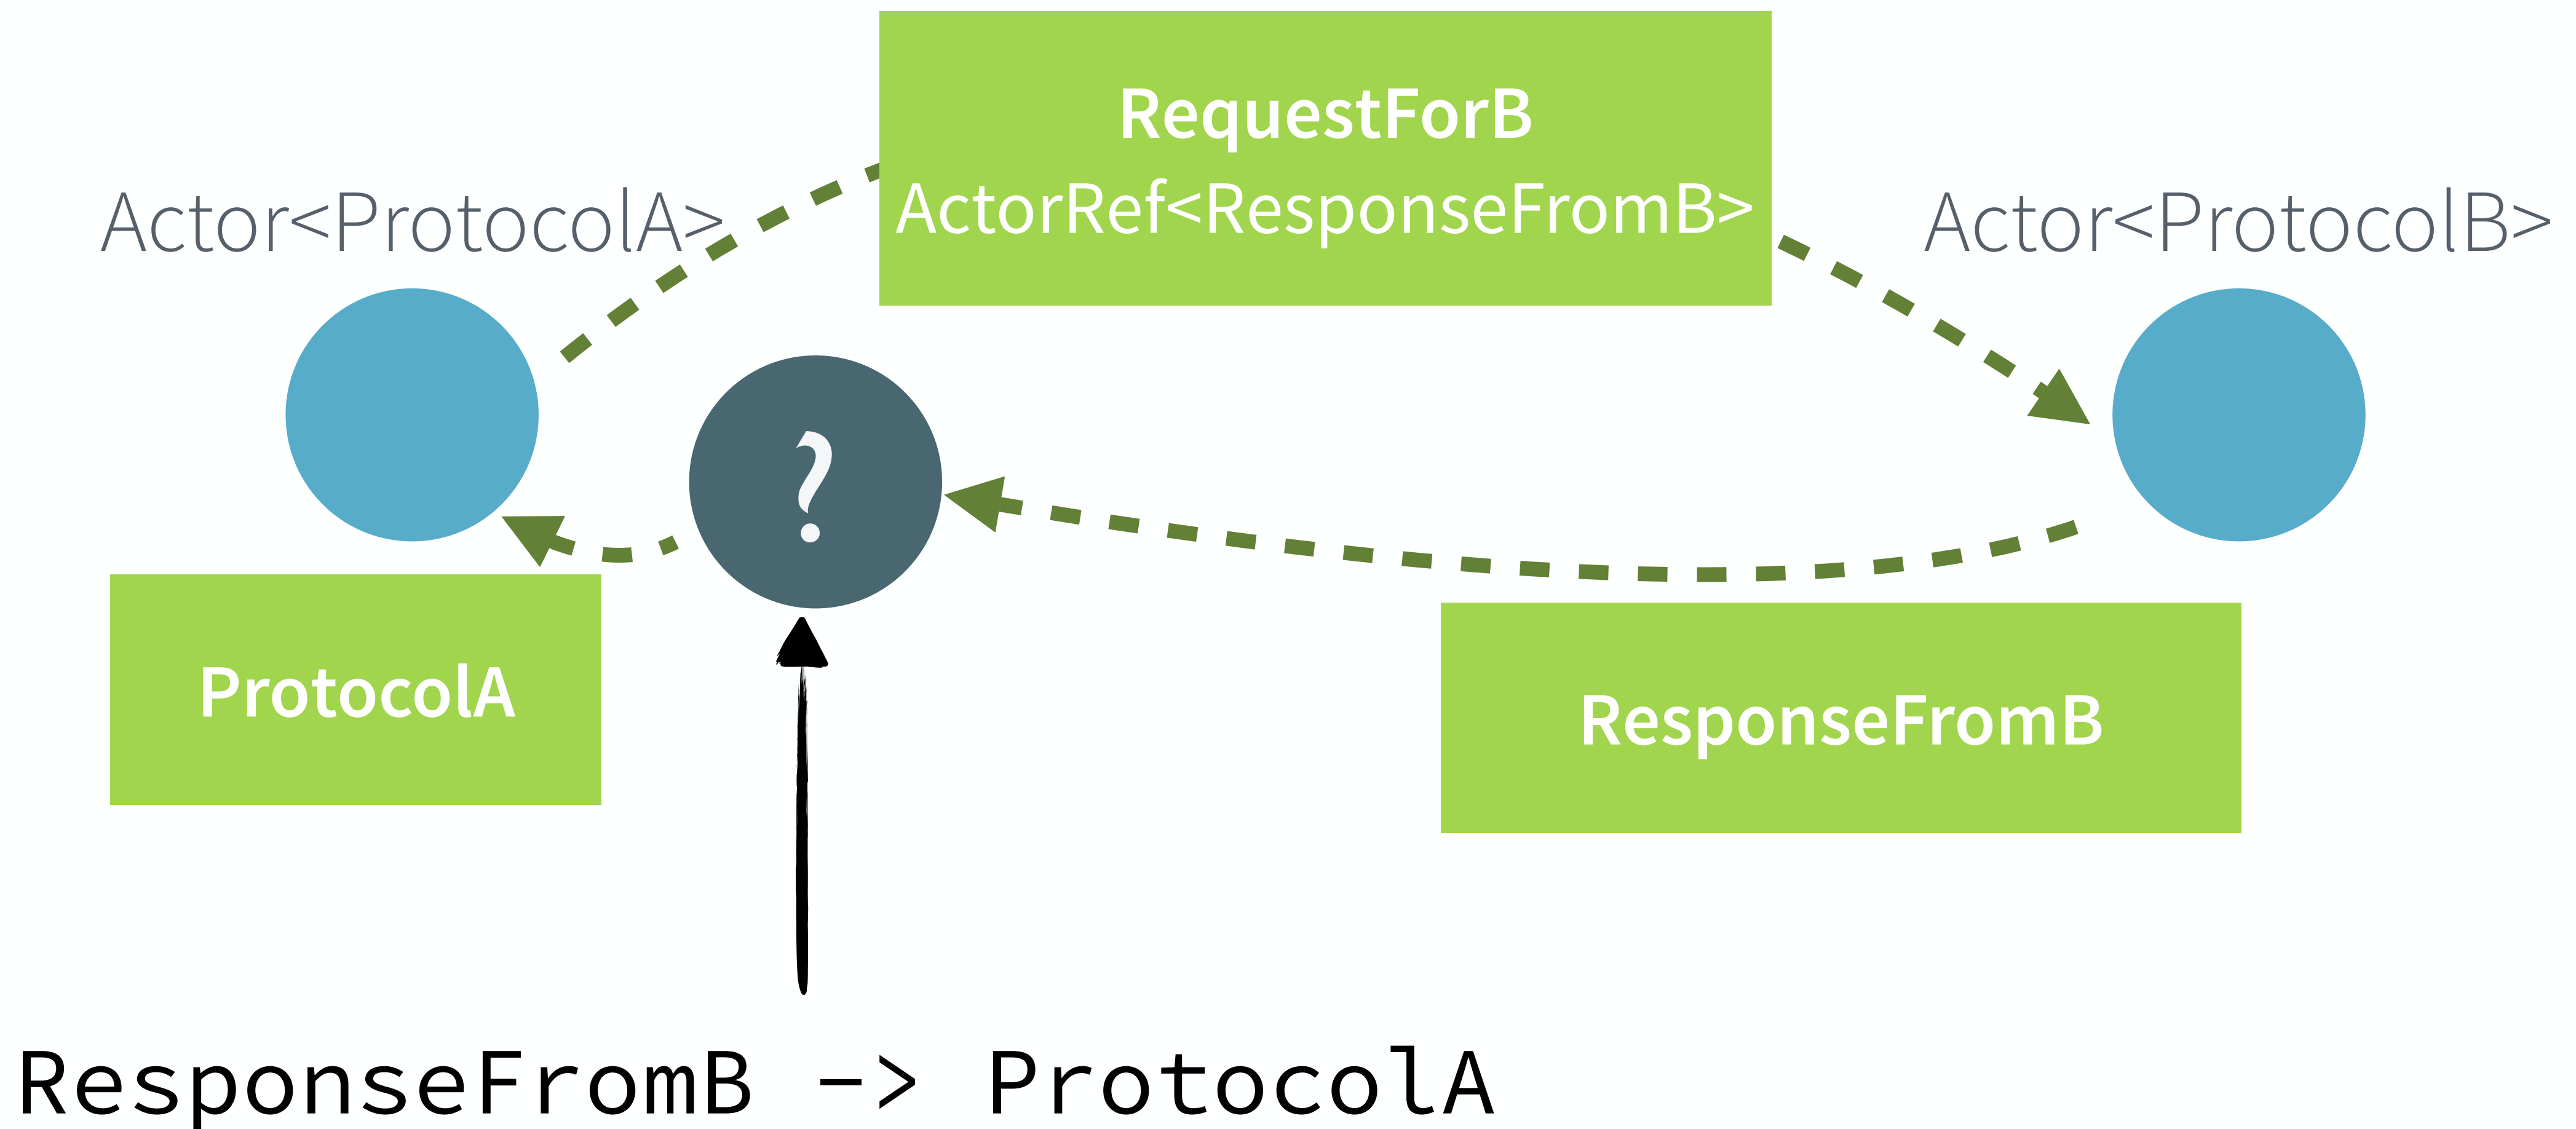 RequestForB
ActorRef<ResponseFromB>
Actor<ProtocolA>
Actor<ProtocolB>
?
ProtocolA
ResponseFromB
ResponseFromB -> ProtocolA